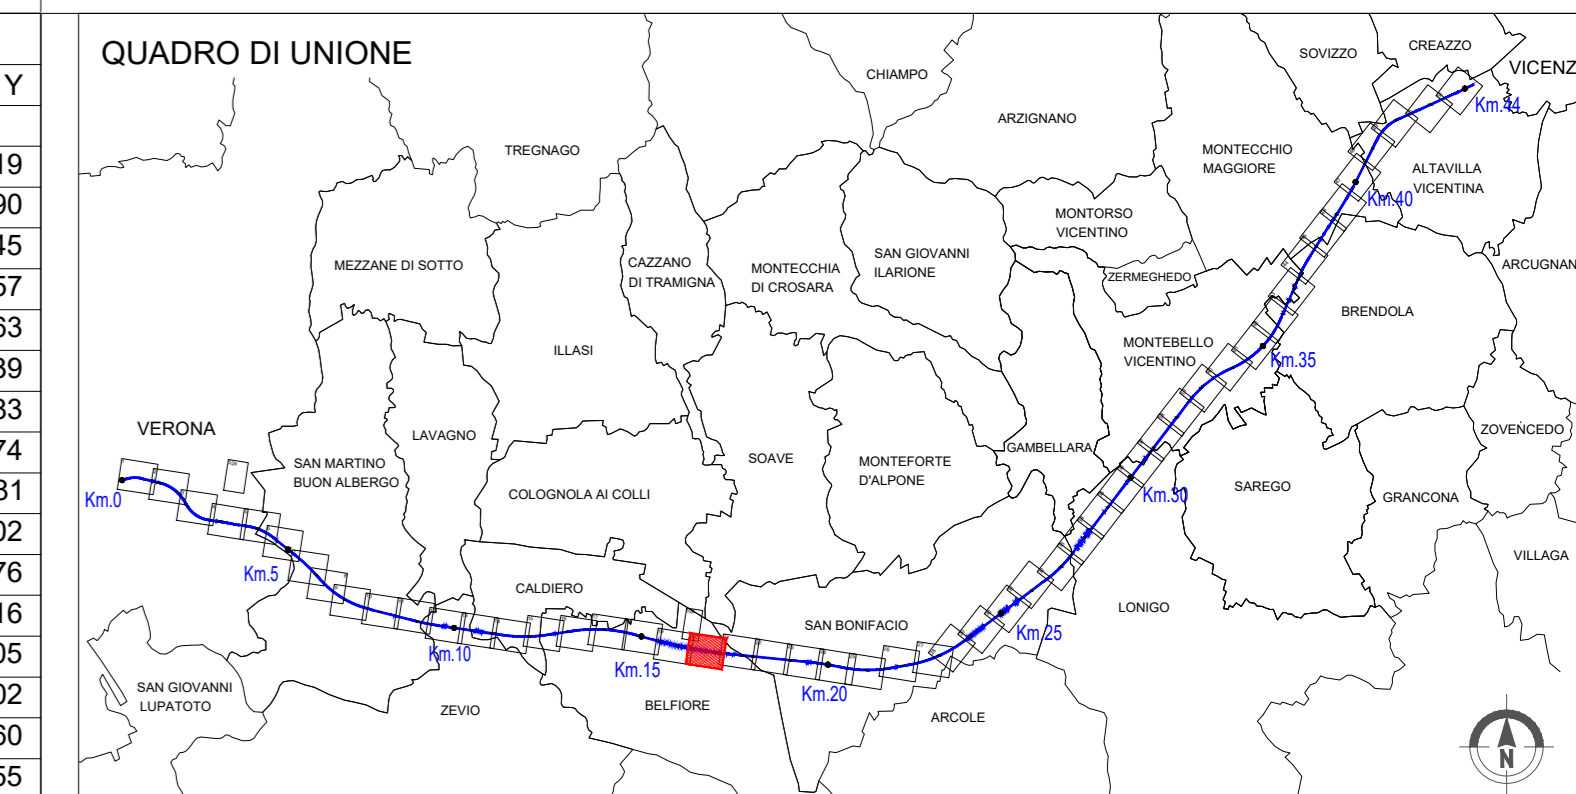 QUADRO DI UNIONE
Y
19
90
45
57
63
39
33
74
31
02
76
16
05
02
60
55
CHIAMPO
SOVIZZO
CREAZZO
VICENZ
Km.44
ARZIGNANO
TREGNAGO
MONTECCHIO
MAGGIORE
ALTAVILLA
VICENTINA
Km.40
MONTORSO
VICENTINO
ARCUGNAN
MEZZANE DI SOTTO
CAZZANO
DI TRAMIGNA
MONTECCHIA
DI CROSARA
SAN GIOVANNI
ILARIONE
ZERMEGHEDO
BRENDOLA
ILLASI
MONTEBELLO
VICENTINO
Km.35
VERONA
LAVAGNO
ZOVENCEDO
SAN MARTINO
BUON ALBERGO
SOAVE
MONTEFORTE
D'ALPONE
GAMBELLARA
Km.0
COLOGNOLA AI COLLI
Km.30
SAREGO
GRANCONA
Km.5
VILLAGA
CALDIERO
LONIGO
SAN BONIFACIO
Km.25
Km.10
Km.15
Km.20
SAN GIOVANNI
LUPATOTO
ZEVIO
BELFIORE
ARCOLE
N